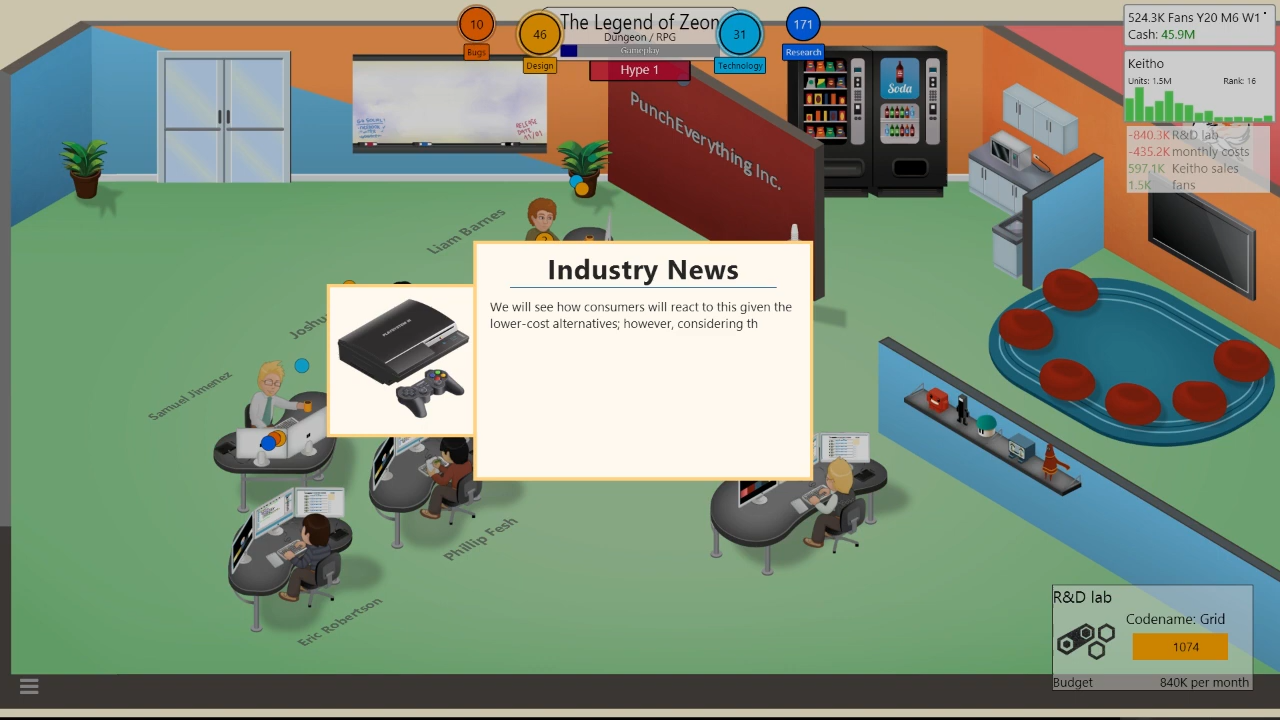 10
Bugs
46
Design
The Legend of Zeon
Dungeon / RPG
Gameplay
Hype 1
31
Technology
171
Research
524.3K Fans Y20 M6 W1
Cash: 45.9M
Keitho
Units: 1.5M
Rank: 16
-840.3K R&D lab
-435.2K monthly costs
597.1K Keitho sales
1.5K fans
RELEASE
DATE
PunchEverything Inc.
Soda
Liam Barnes
Joshu
Samuel Jimenez
Industry News
We will see how consumers will react to this given the
lower-cost alternatives; however, considering th
Phillip Fesh
Eric Robertson
R&D lab
Codename: Grid
1074
Budget
840K per month